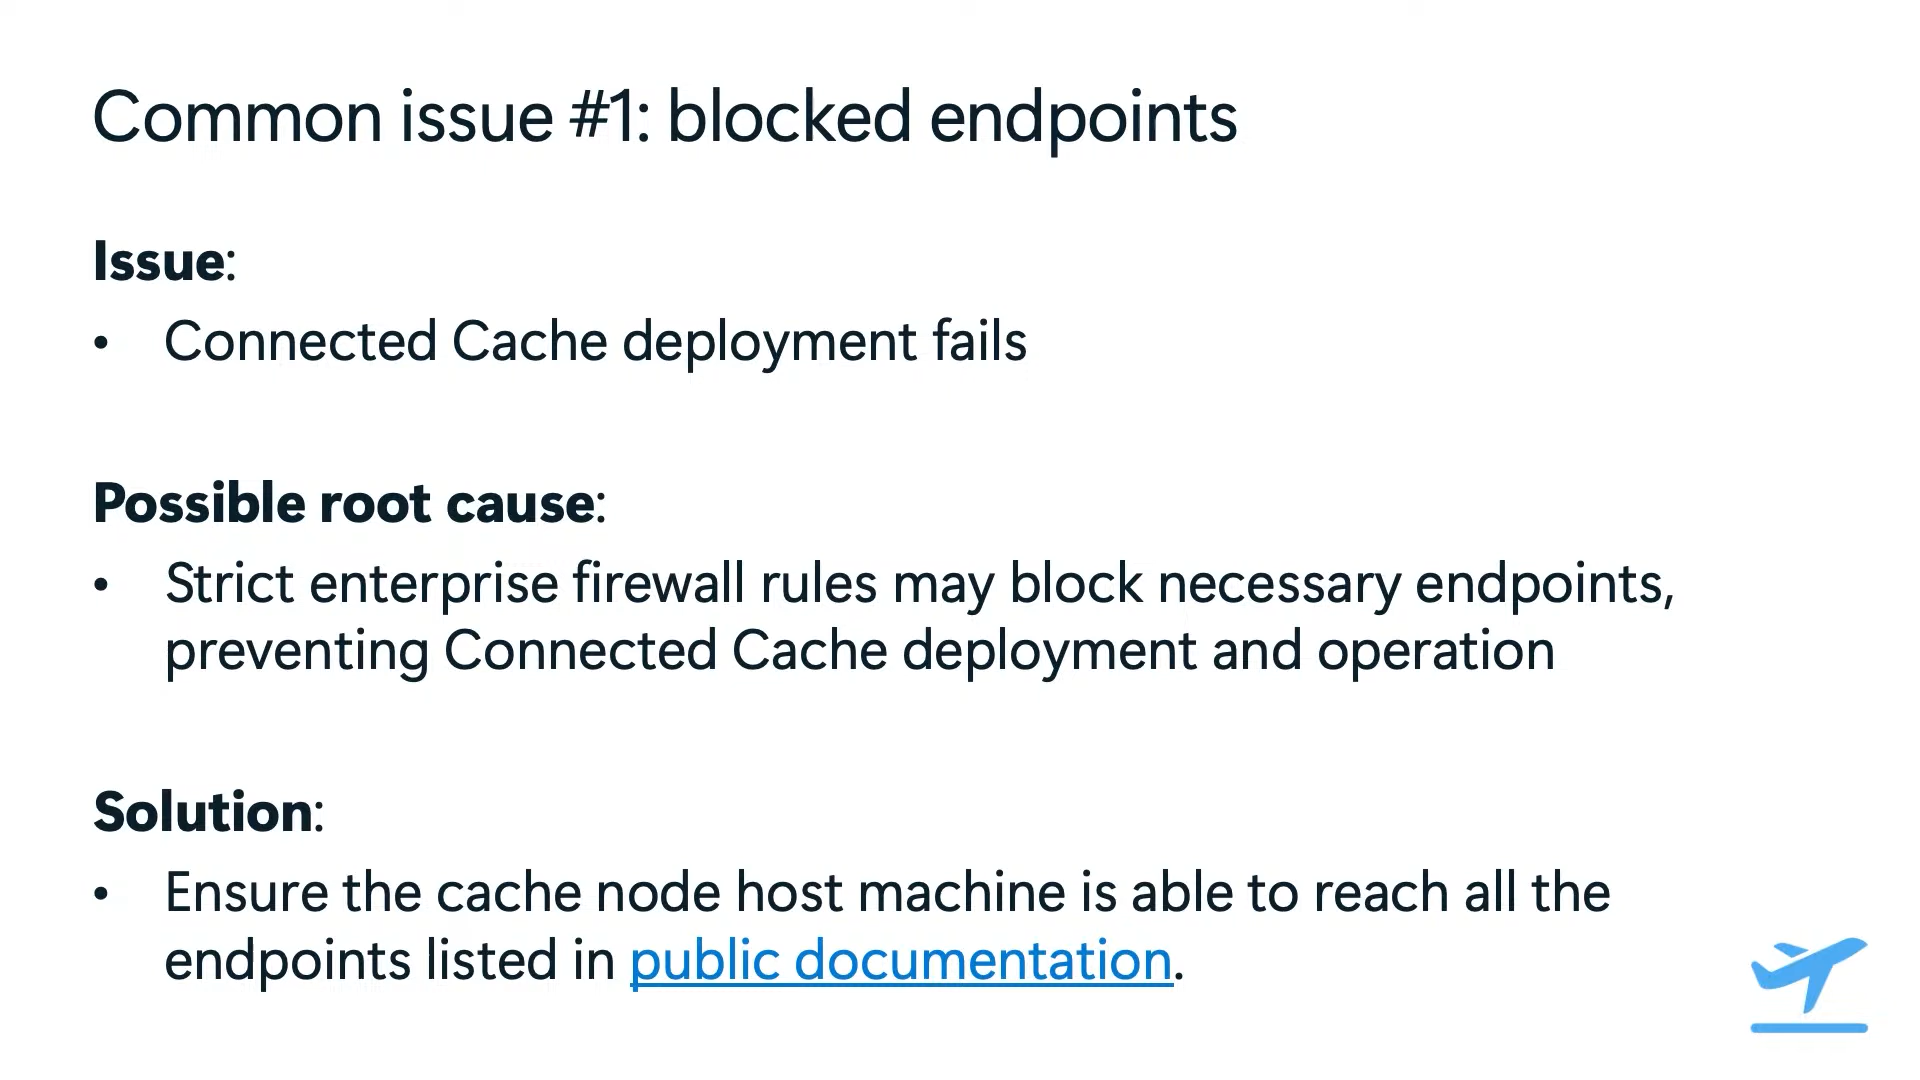 Common issue #1: blocked endpoints
Issue:
• Connected Cache deployment fails
Possible root cause:
• Strict enterprise firewall rules may block necessary endpoints,
preventing Connected Cache deployment and operation
Solution:
• Ensure the cache node host machine is able to reach all the
endpoints listed in public documentation.